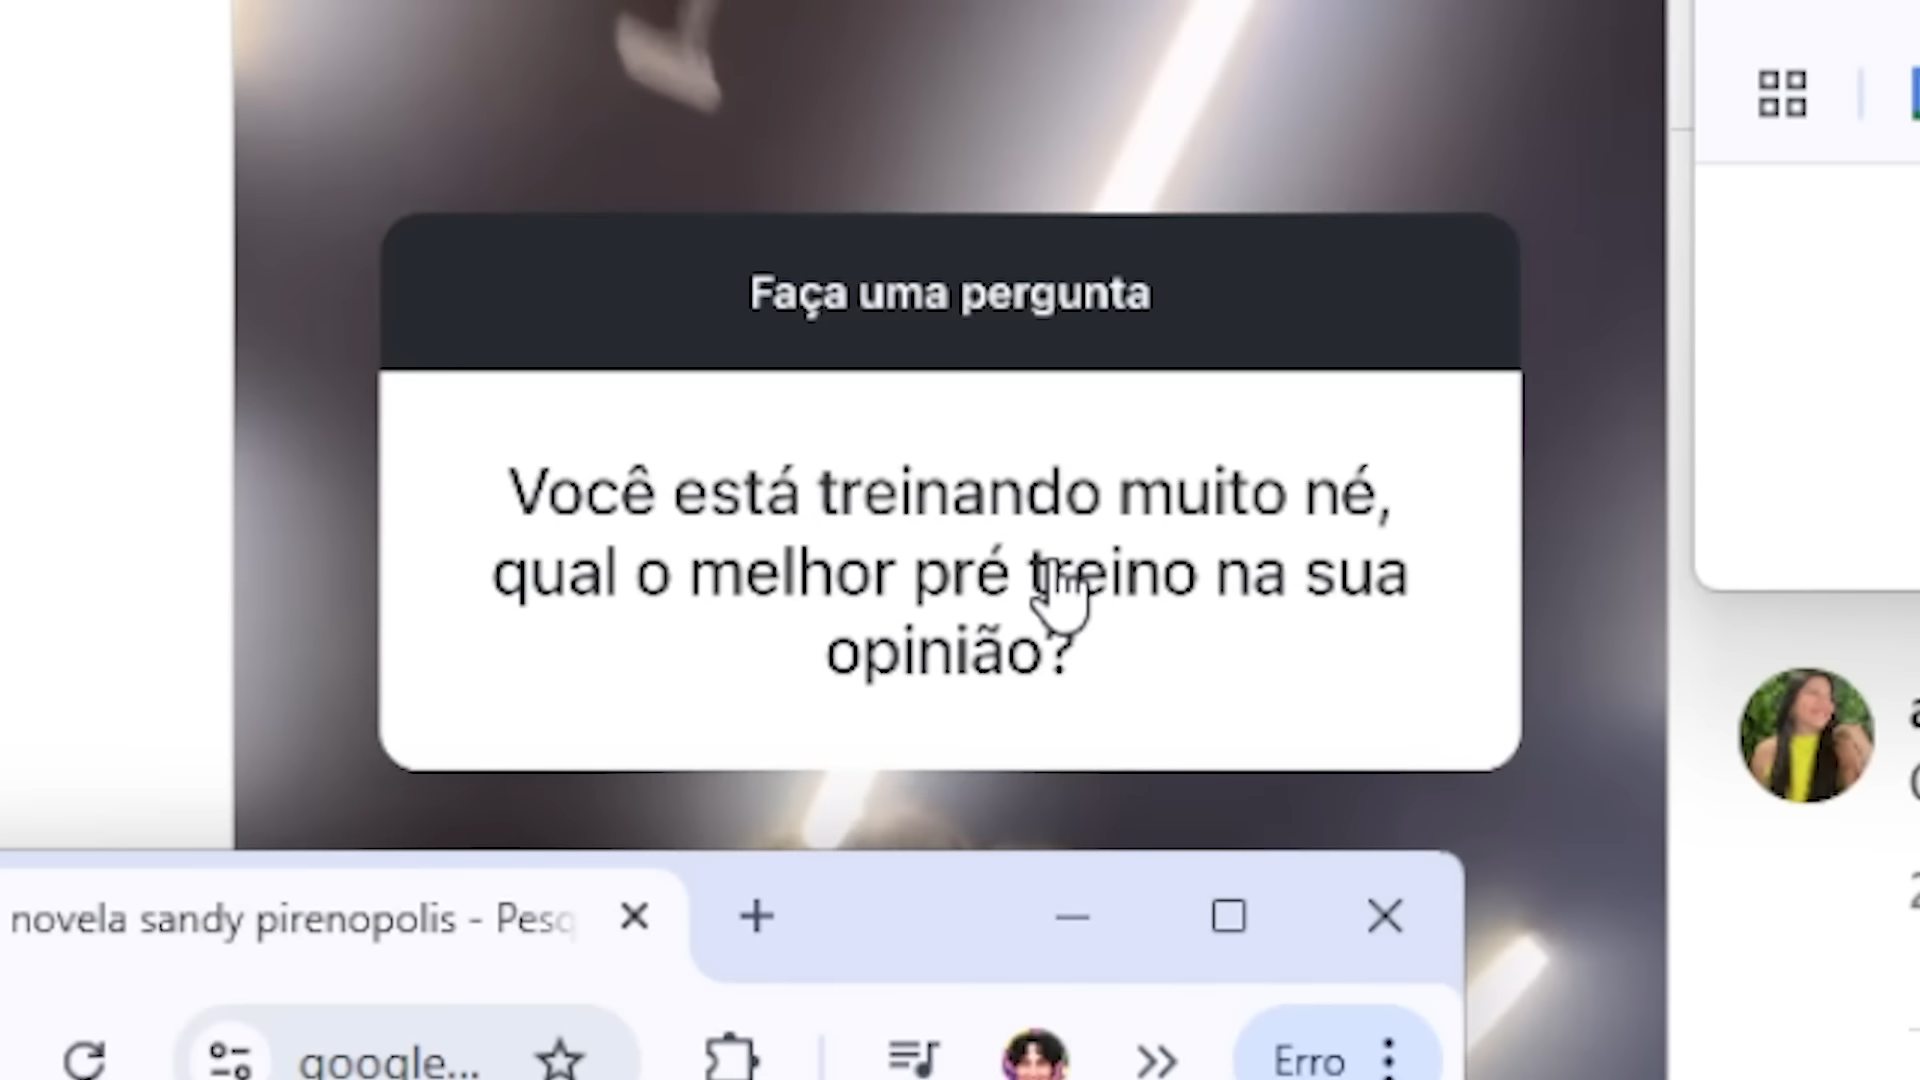 Faça uma pergunta
Você está treinando muito né,
qual o melhor pré treino na sua
opinião?
novela sandy pirenopolis - Pesq
google...
Erro